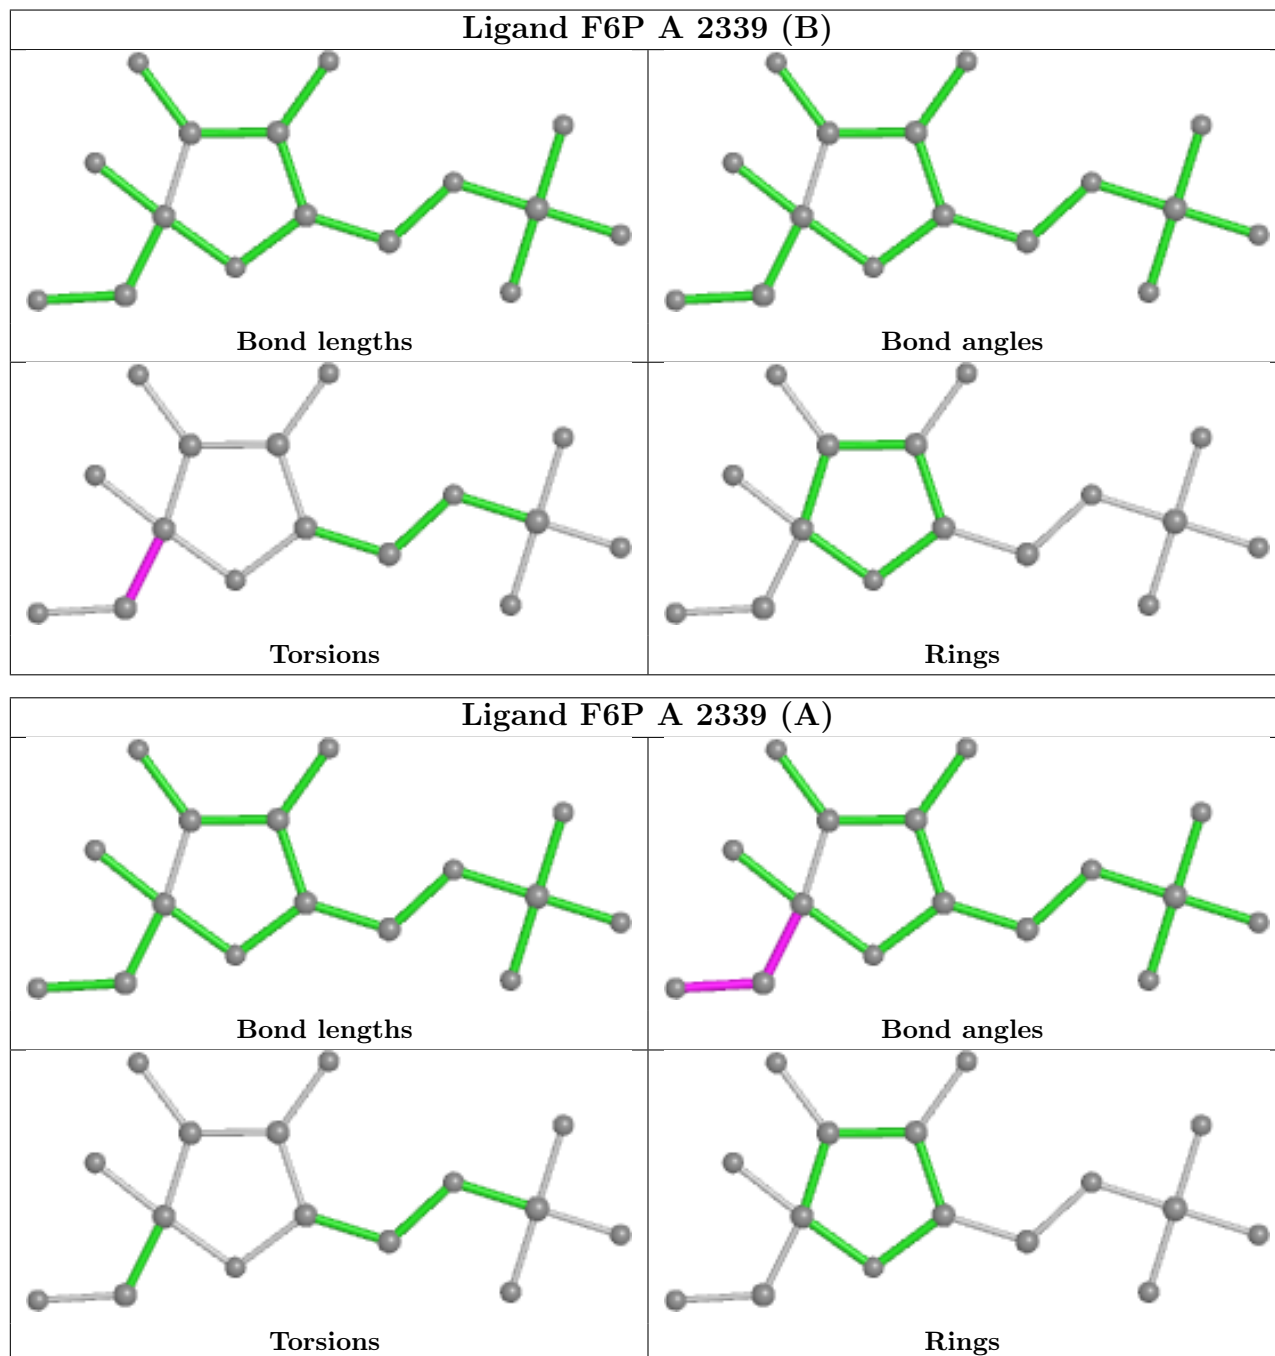 Ligand F6P A 2339 (B)
Bond lengths
Bond angles
Torsions
Rings
Ligand F6P A 2339 (A)
Bond lengths
Bond angles
Torsions
Rings